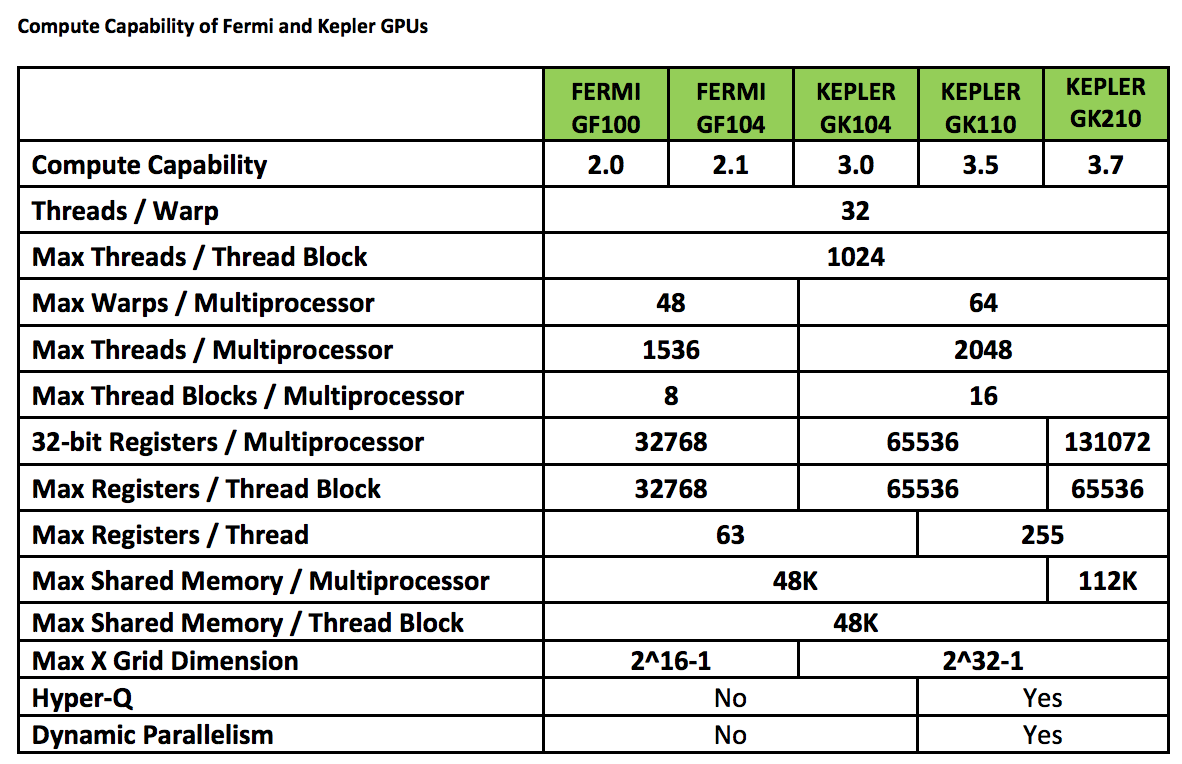 Compute Capability of Fermi and Kepler GPUs
FERMI GF100 FERMI GF104 KEPLER GK104 KEPLER GK110 KEPLER GK210
Compute Capability 2.0 2.1 3.0 3.5 3.7
Threads / Warp 32
Max Threads / Thread Block 1024
Max Warps / Multiprocessor 48 64
Max Threads / Multiprocessor 1536 2048
Max Thread Blocks / Multiprocessor 8 16
32-bit Registers / Multiprocessor 32768 65536 131072
Max Registers / Thread Block 32768 65536 65536
Max Registers / Thread 63 255
Max Shared Memory / Multiprocessor 48K 112K
Max Shared Memory / Thread Block 48K
Max X Grid Dimension 2^16-1 2^32-1
Hyper-Q No Yes
Dynamic Parallelism No Yes